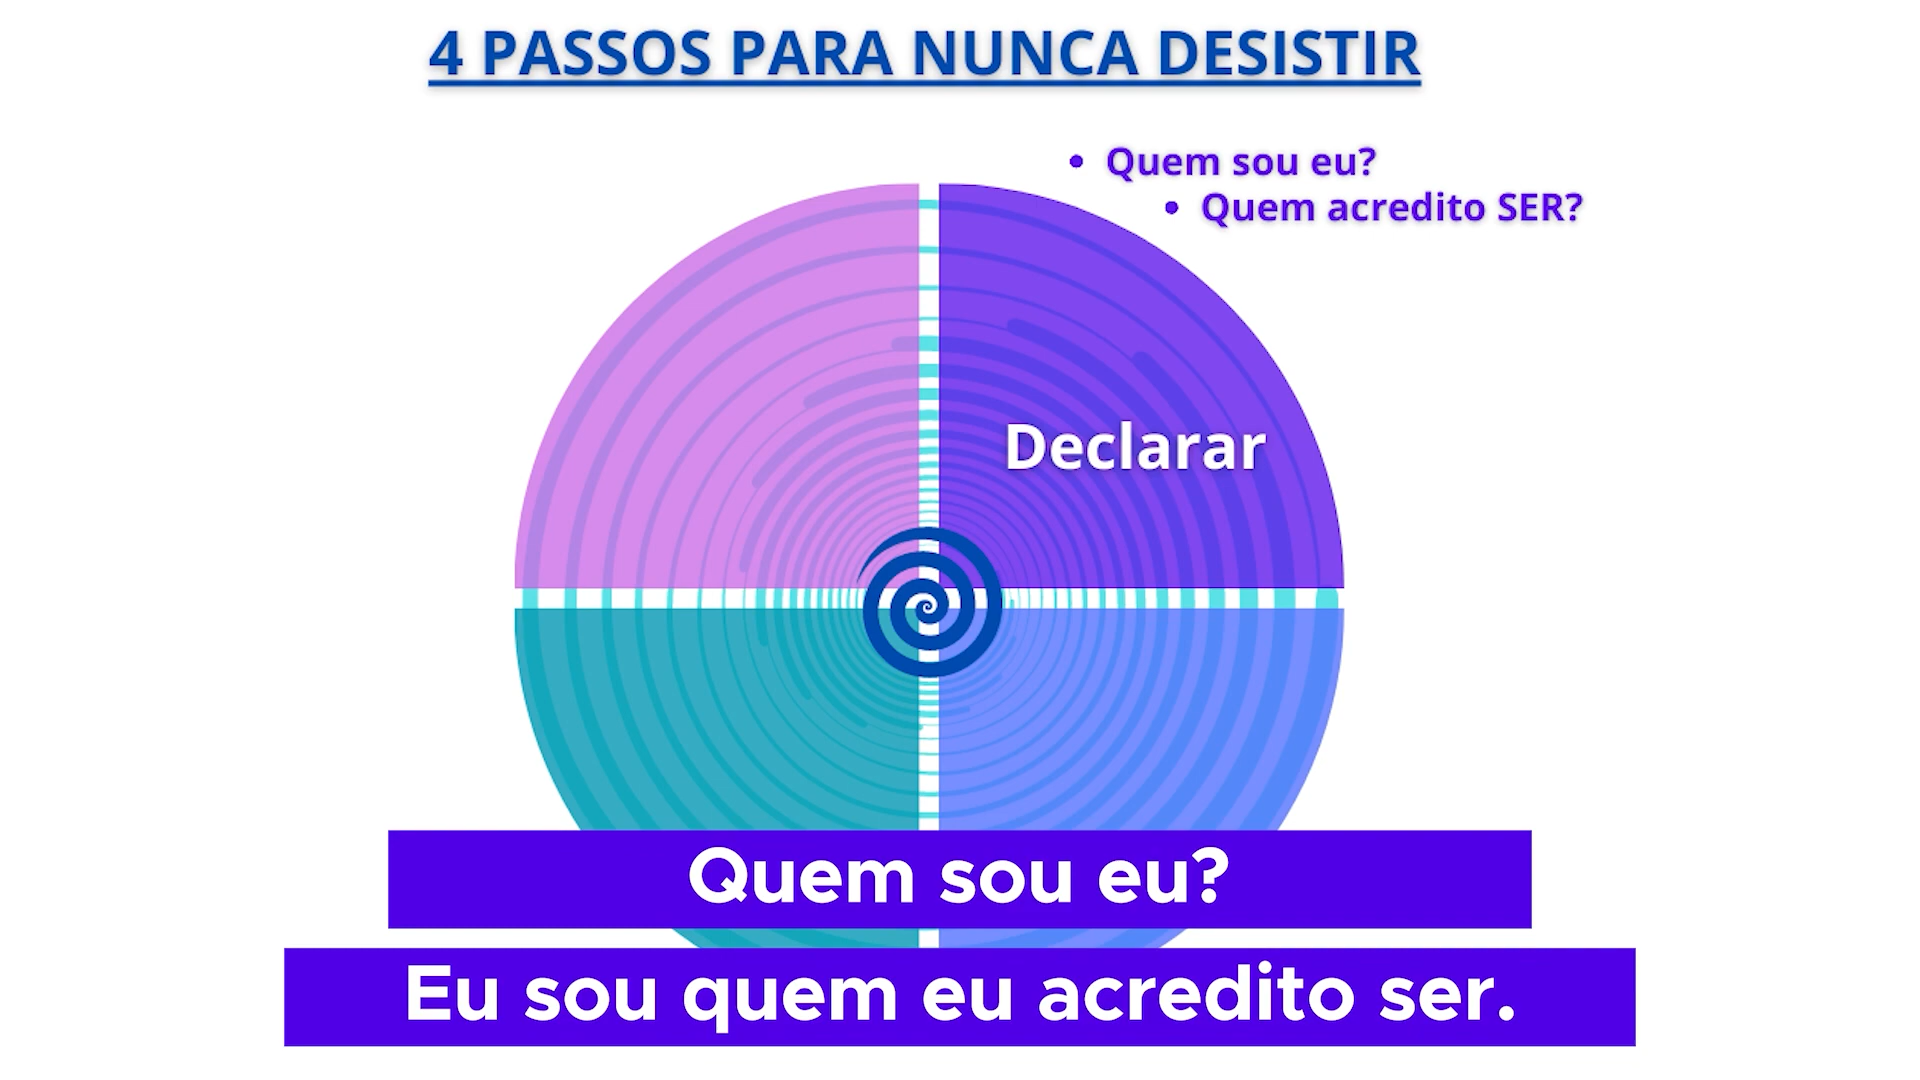 4 PASSOS PARA NUNCA DESISTIR
• Quem sou eu?
• Quem acredito SER?
Declarar
Quem sou eu?
Eu sou quem eu acredito ser.